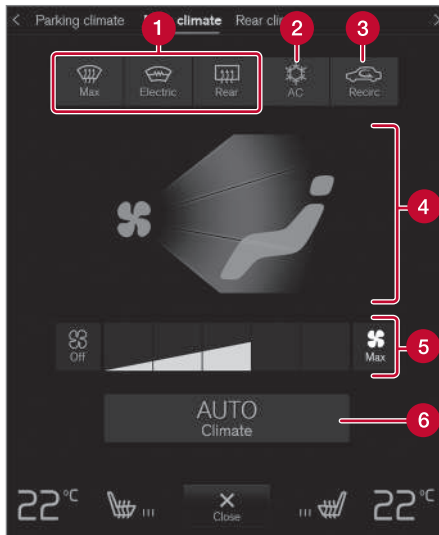 Parking climate climate Rear
1 2 3
Max Electric Rear AC Recirc
4
Off Max 5
AUTO
Climate 6
22°C 22°C
Close